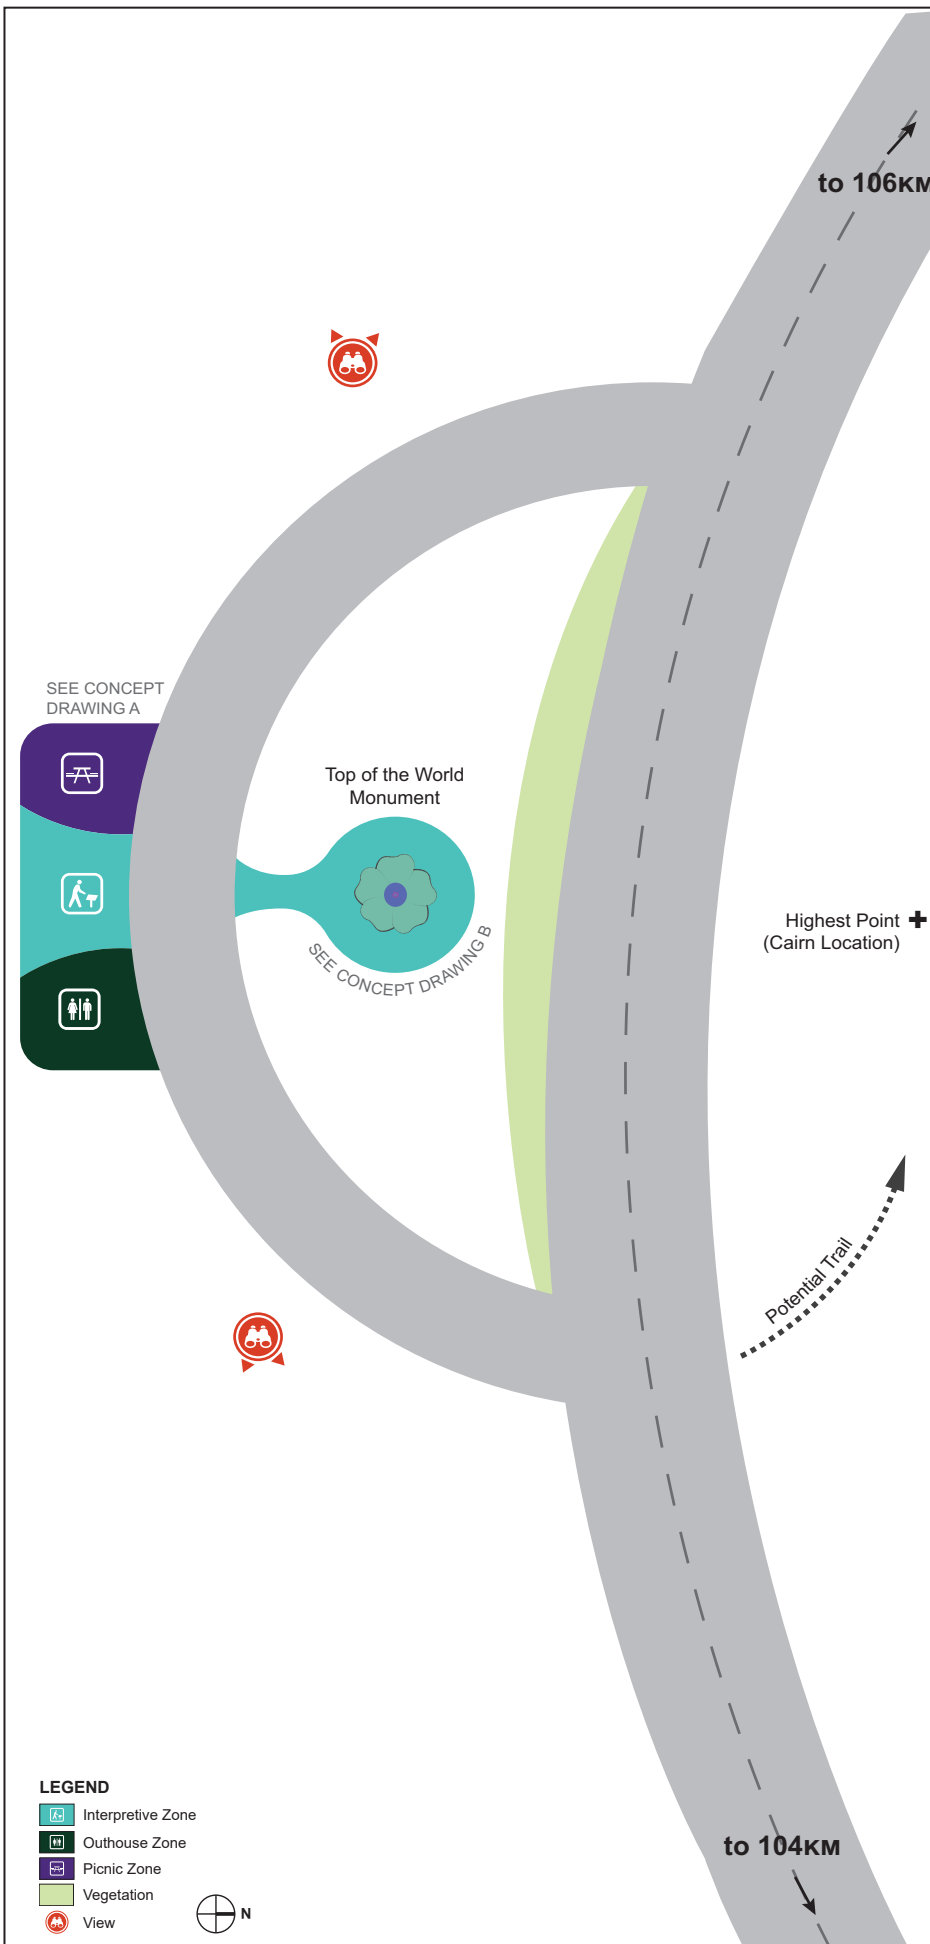 to 106KM
SEE CONCEPT
DRAWING A
Top of the World
Monument
SEE CONCEPT DRAWING B
Highest Point
(Cairn Location)
Potential Trail
to 104KM
LEGEND
Interpretive Zone
Outhouse Zone
Picnic Zone
Vegetation
View
N